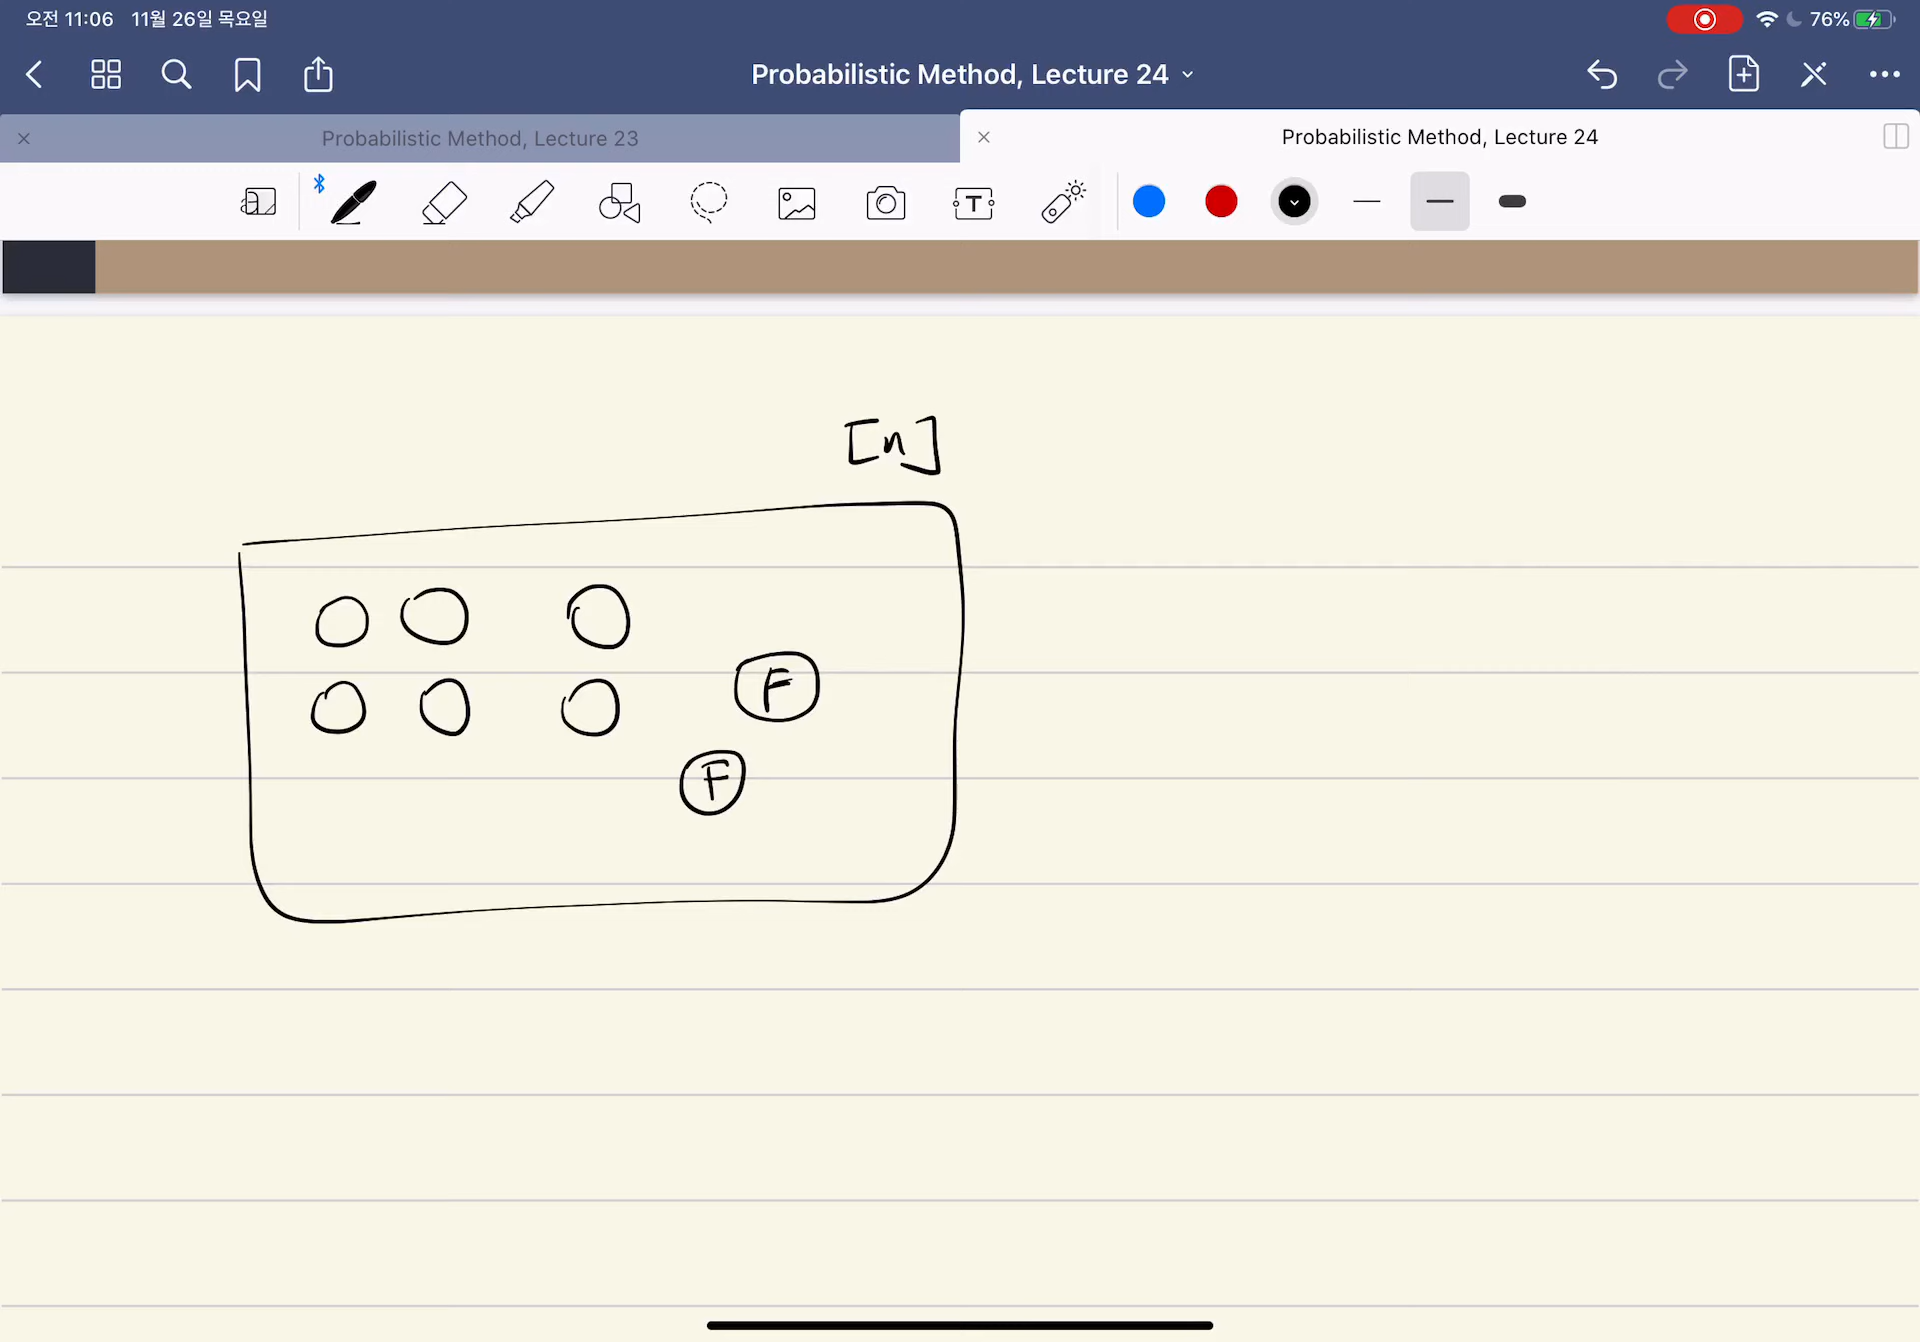 오전 11:06 11월 26일 목요일 76%
Probabilistic Method, Lecture 24
Probabilistic Method, Lecture 23 Probabilistic Method, Lecture 24
[n]
F
F